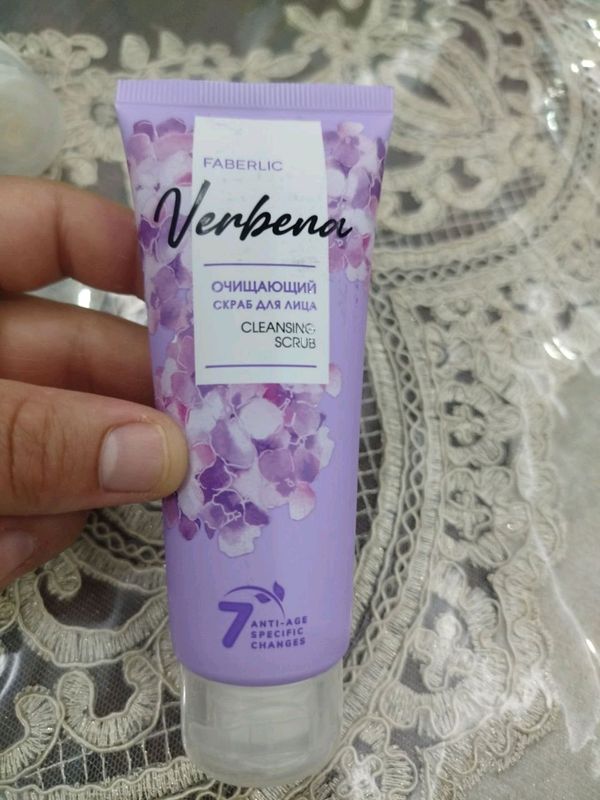 FABERLIC
Verbena
ОЧИЩАЮЩИЙ
СКРАБ ДЛЯ ЛИЦА
CLEANSING
SCRUB
7 ANTI-AGE
SPECIFIC
CHANGES